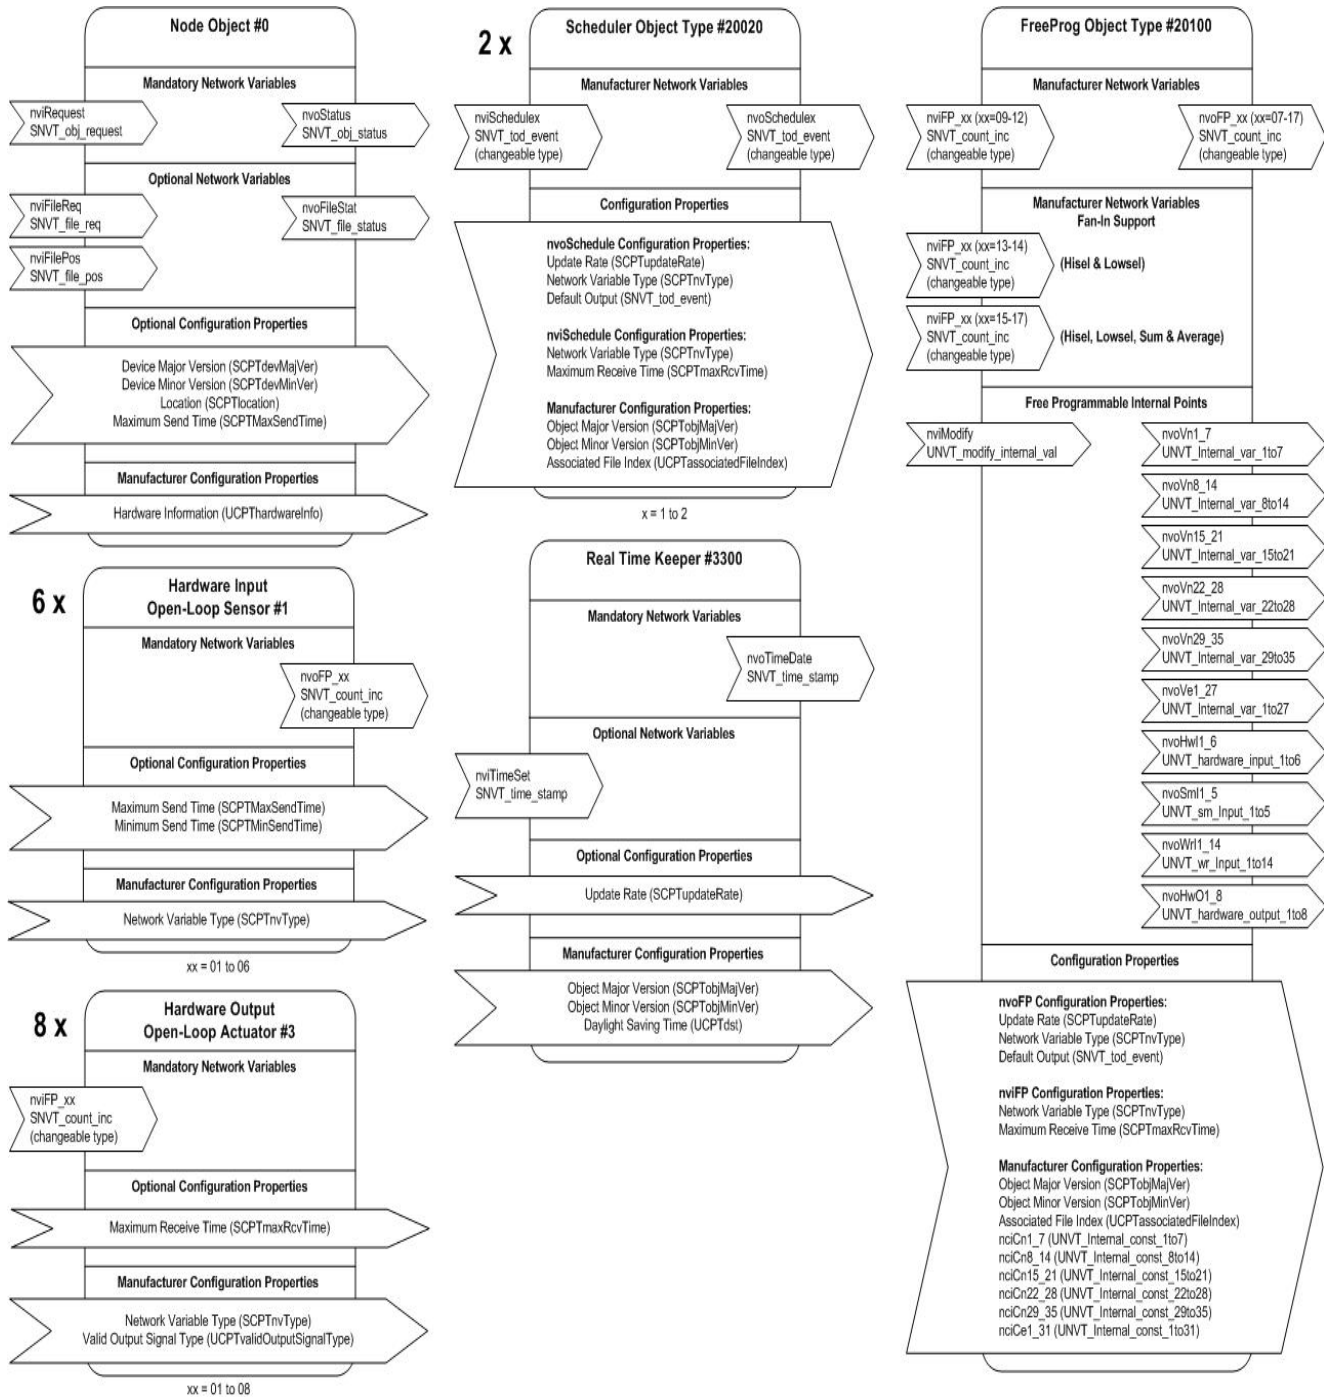 Node Object #0
Mandatory Network Variables
nviRequest
SNVT_obj_request
nvoStatus
SNVT_obj_status
Optional Network Variables
nviFileReq
SNVT_file_req
nvoFileStat
SNVT_file_status
nviFilePos
SNVT_file_pos
Optional Configuration Properties
Device Major Version (SCPTdevMajVer)
Device Minor Version (SCPTdevMinVer)
Location (SCPTlocation)
Maximum Send Time (SCPTMaxSendTime)
Manufacturer Configuration Properties
Hardware Information (UCPThardwareInfo)
6 x
Hardware Input
Open-Loop Sensor #1
Mandatory Network Variables
nvoFP_xx
SNVT_count_inc
(changeable type)
Optional Configuration Properties
Maximum Send Time (SCPTMaxSendTime)
Minimum Send Time (SCPTMinSendTime)
Manufacturer Configuration Properties
Network Variable Type (SCPTnvType)
xx = 01 to 06
8 x
Hardware Output
Open-Loop Actuator #3
Mandatory Network Variables
nviFP_xx
SNVT_count_inc
(changeable type)
Optional Configuration Properties
Maximum Receive Time (SCPTmaxRcvTime)
Manufacturer Configuration Properties
Network Variable Type (SCPTnvType)
Valid Output Signal Type (UCPTvalidOutputSignalType)
xx = 01 to 08
2 x
Scheduler Object Type #20020
Manufacturer Network Variables
nviSchedulex
SNVT_tod_event
(changeable type)
nvoSchedulex
SNVT_tod_event
(changeable type)
Configuration Properties
nvoSchedule Configuration Properties:
Update Rate (SCPTupdateRate)
Network Variable Type (SCPTnvType)
Default Output (SNVT_tod_event)
nviSchedule Configuration Properties:
Network Variable Type (SCPTnvType)
Maximum Receive Time (SCPTmaxRcvTime)
Manufacturer Configuration Properties:
Object Major Version (SCPTobjMajVer)
Object Minor Version (SCPTobjMinVer)
Associated File Index (UCPTassociatedFileIndex)
x = 1 to 2
Real Time Keeper #3300
Mandatory Network Variables
nvoTimeDate
SNVT_time_stamp
Optional Network Variables
nviTimeSet
SNVT_time_stamp
Optional Configuration Properties
Update Rate (SCPTupdateRate)
Manufacturer Configuration Properties
Object Major Version (SCPTobjMajVer)
Object Minor Version (SCPTobjMinVer)
Daylight Saving Time (UCPTdst)
FreeProg Object Type #20100
Manufacturer Network Variables
nviFP_xx (xx=09-12)
SNVT_count_inc
(changeable type)
nvoFP_xx (xx=07-17)
SNVT_count_inc
(changeable type)
Manufacturer Network Variables
Fan-In Support
nviFP_xx (xx=13-14)
SNVT_count_inc
(changeable type)
(Hisel & Lowsel)
nviFP_xx (xx=15-17)
SNVT_count_inc
(changeable type)
(Hisel, Lowsel, Sum & Average)
Free Programmable Internal Points
nviModify
UNVT_modify_internal_val
nvoVn1_7
UNVT_Internal_var_1to7
nvoVn8_14
UNVT_Internal_var_8to14
nvoVn15_21
UNVT_Internal_var_15to21
nvoVn22_28
UNVT_Internal_var_22to28
nvoVn29_35
UNVT_Internal_var_29to35
nvoVe1_27
UNVT_Internal_var_1to27
nvoHwI1_6
UNVT_hardware_input_1to6
nvoSmI1_5
UNVT_sm_Input_1to5
nvoWrI1_14
UNVT_wr_Input_1to14
nvoHwO1_8
UNVT_hardware_output_1to8
Configuration Properties
nvoFP Configuration Properties:
Update Rate (SCPTupdateRate)
Network Variable Type (SCPTnvType)
Default Output (SNVT_tod_event)
nviFP Configuration Properties:
Network Variable Type (SCPTnvType)
Maximum Receive Time (SCPTmaxRcvTime)
Manufacturer Configuration Properties:
Object Major Version (SCPTobjMajVer)
Object Minor Version (SCPTobjMinVer)
Associated File Index (UCPTassociatedFileIndex)
nciCn1_7 (UNVT_Internal_const_1to7)
nciCn8_14 (UNVT_Internal_const_8to14)
nciCn15_21 (UNVT_Internal_const_15to21)
nciCn22_28 (UNVT_Internal_const_22to28)
nciCn29_35 (UNVT_Internal_const_29to35)
nciCe1_31 (UNVT_Internal_const_1to31)